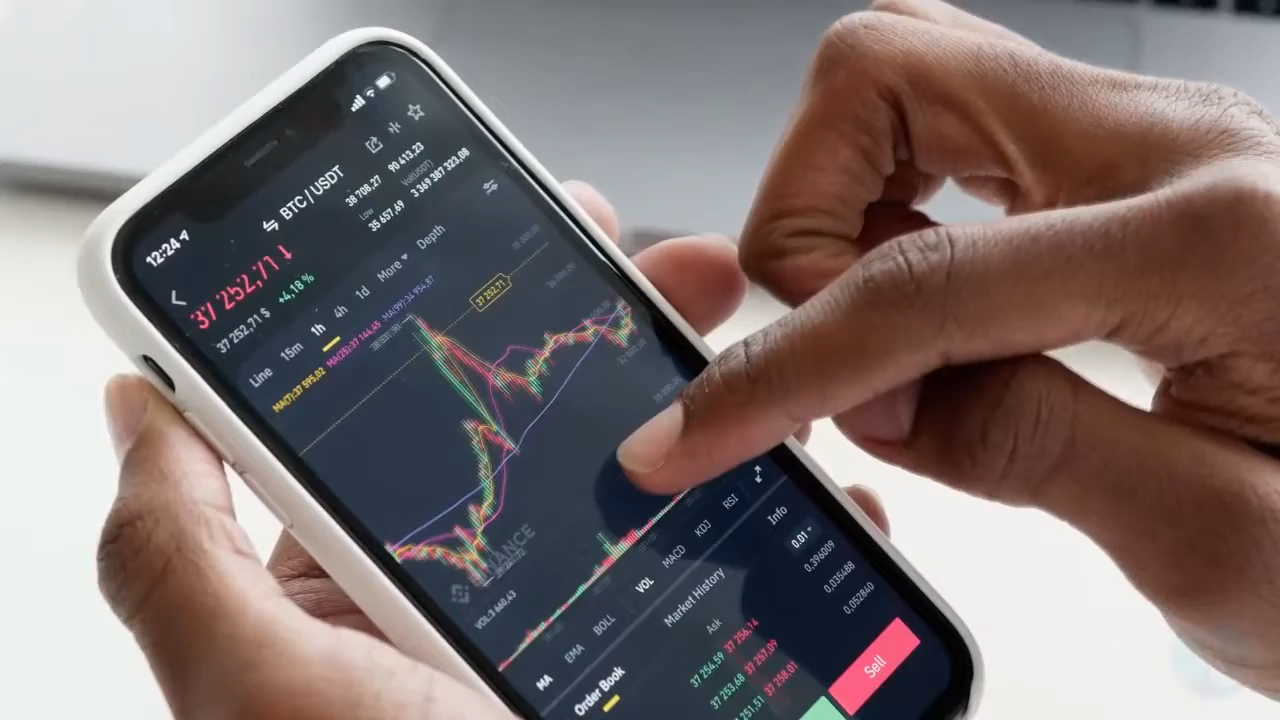 12:24
BTC / USDT
37 252,71
37 252,71 $ +4,18 %
38 708,27 90 413,23
Low Vol(USDT)
35 657,69 3 369 387 323,08
Line 15m 1h 4h 1d More Depth
MA(7):37 595,02 MA(25):37 144,45 MA(99):34 954,87
37 252,71
BINANCE
VOL:3 660,43
MA EMA BOLL VOL MACD KDJ RSI
Order Book Market History Info
Ask 0,01
37 254,59 37 256,14 0,396009
37 253,68 37 257,09 0,035488
37 258,01 0,052840
Sell